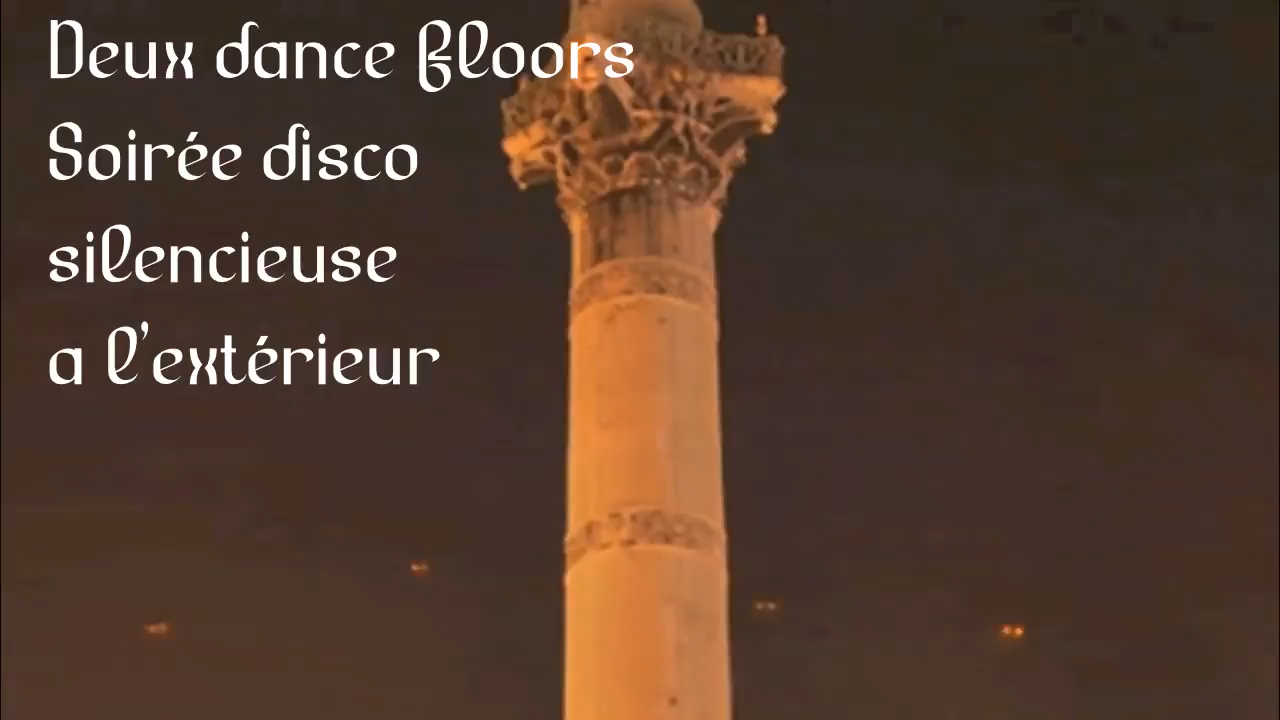 Deux dance floors
Soirée disco
silencieuse
a l'extérieur